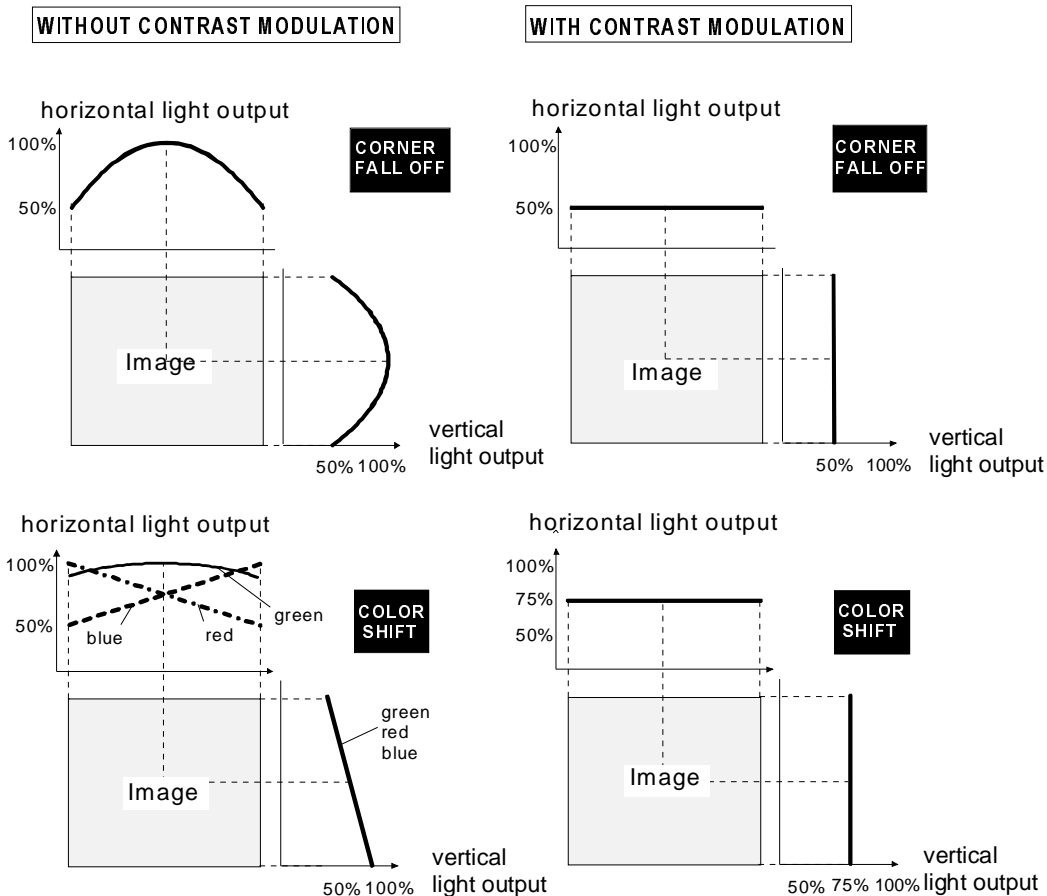 WITHOUT CONTRAST MODULATION
WITH CONTRAST MODULATION
horizontal light output
100%
50%
CORNER
FALL OFF
Image
50% 100%
vertical
light output
horizontal light output
100%
50%
CORNER
FALL OFF
Image
50% 100%
vertical
light output
horizontal light output
100%
50%
blue
red
green
COLOR
SHIFT
green
red
blue
Image
50% 100%
vertical
light output
horizontal light output
100%
75%
50%
COLOR
SHIFT
Image
50% 75% 100%
vertical
light output